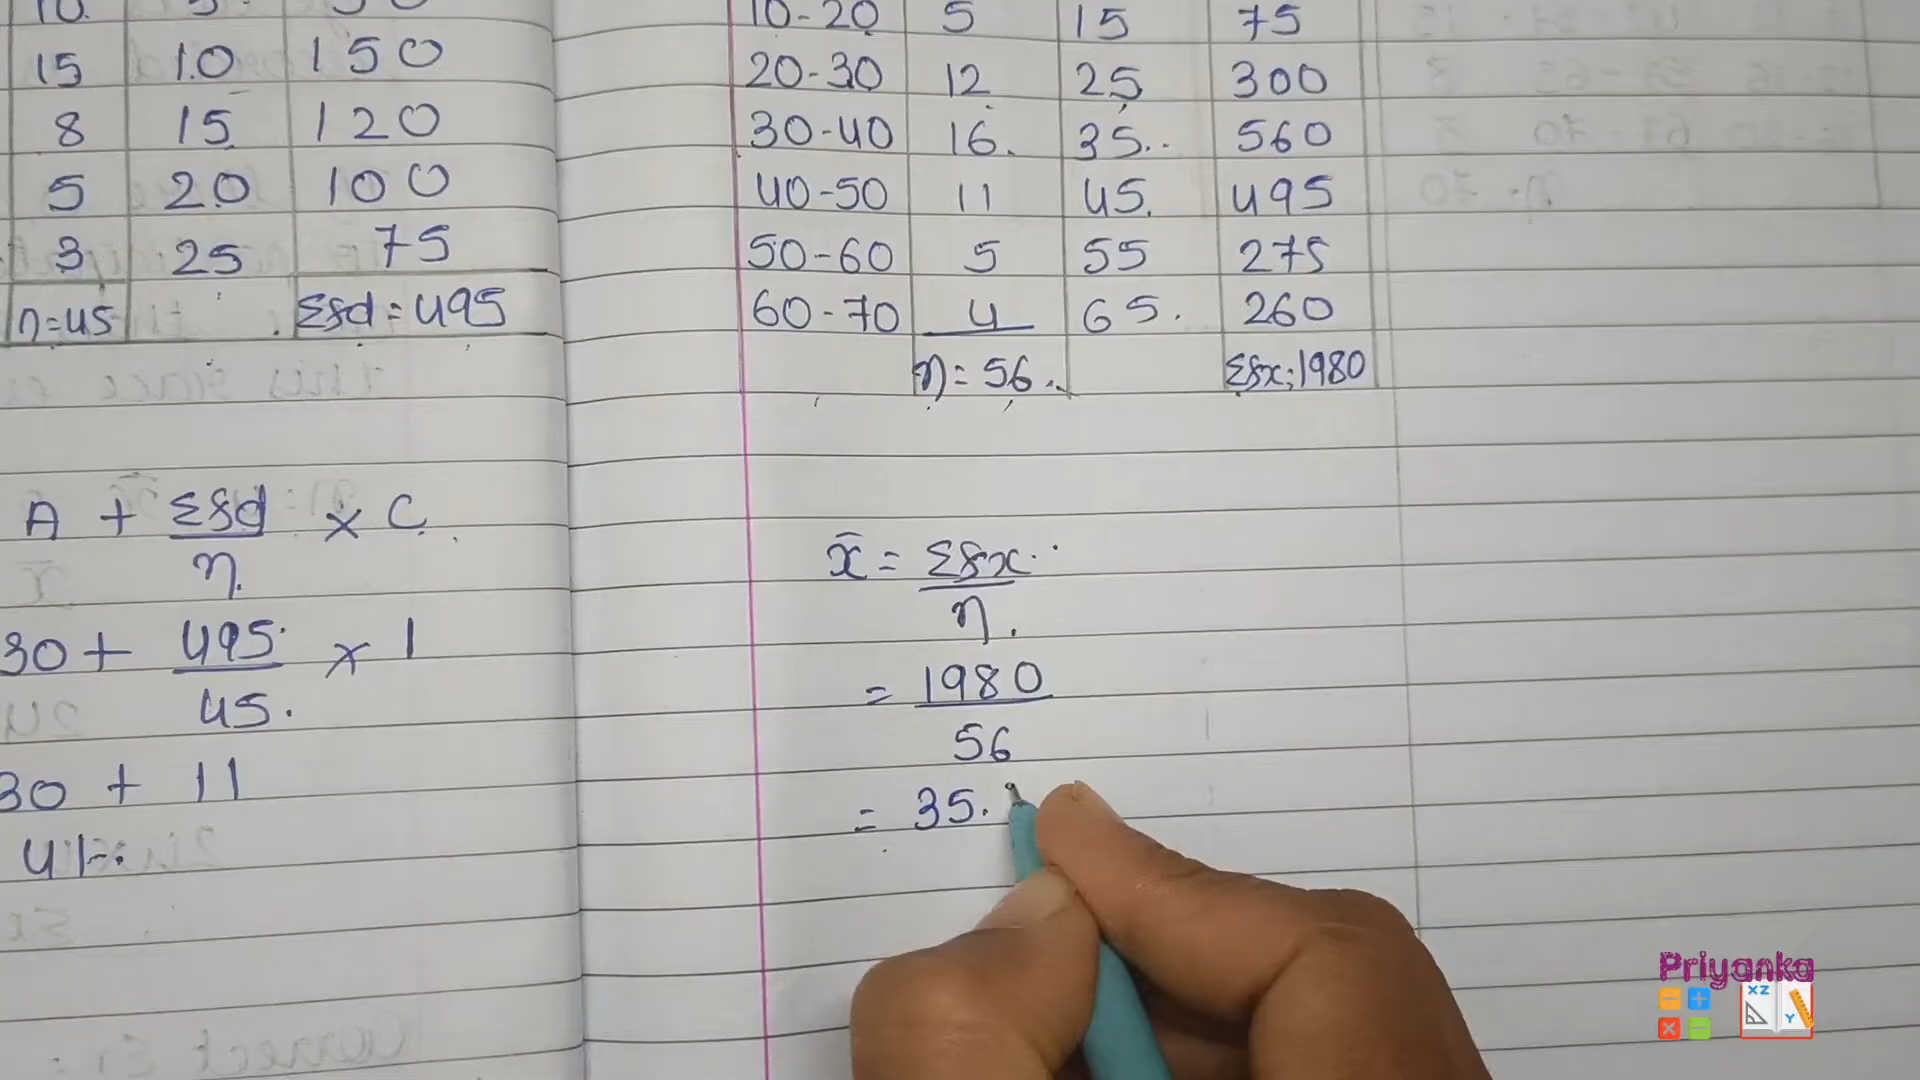 15 10 150
8 15 120
5 20 100
3 25 75
n=45 Σfd=495
A + Σfd × C
n
30+ 495 × 1
45.
30 + 11
41
10-20 5 15 75
20-30 12 25 300
30-40 16. 35.. 560
40-50 11 45. 495
50-60 5 55 275
60-70 4 65. 260
n=56.. Σfx:1980
x̄ = Σfx
n.
= 1980
56
= 35.
Priyanka
XZ
Y